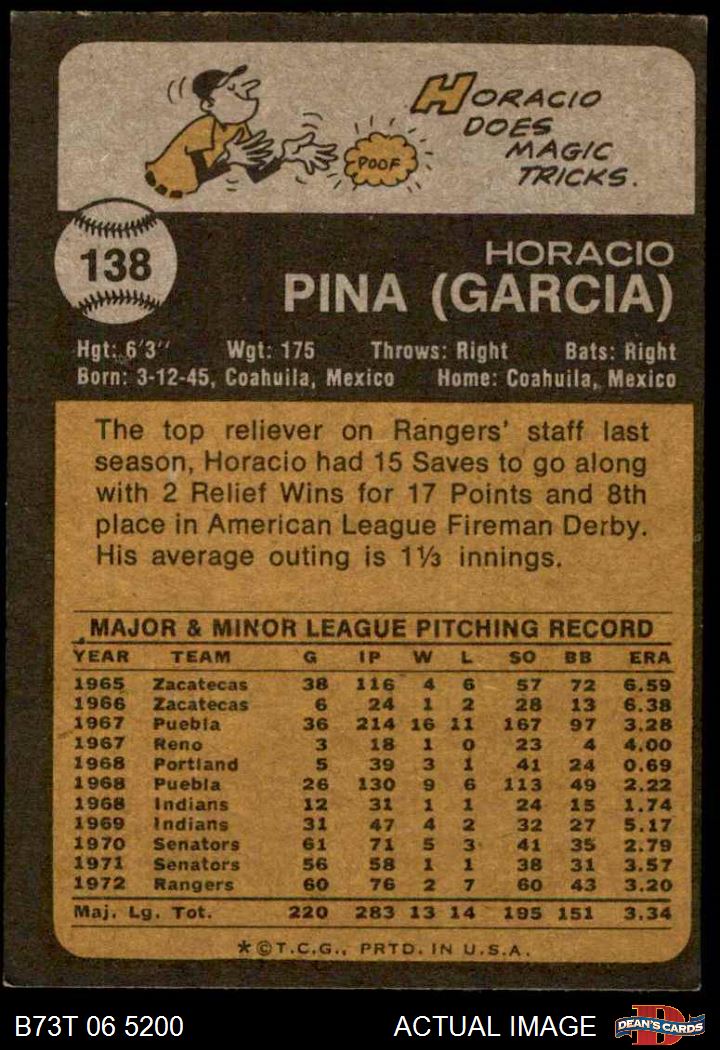 HORACIO
DOES
MAGIC
TRICKS.
POOF
138
HORACIO
PINA (GARCIA)
Hgt: 6'3" Wgt: 175 Throws: Right Bats: Right
Born: 3-12-45, Coahuila, Mexico Home: Coahuila, Mexico
The top reliever on Rangers' staff last
season, Horacio had 15 Saves to go along
with 2 Relief Wins for 17 Points and 8th
place in American League Fireman Derby.
His average outing is 1⅓ innings.
MAJOR & MINOR LEAGUE PITCHING RECORD
YEAR TEAM G IP W L SO BB ERA
1965 Zacatecas 38 116 4 6 57 72 6.59
1966 Zacatecas 6 24 1 2 28 13 6.38
1967 Puebla 36 214 16 11 167 97 3.28
1967 Reno 3 18 1 0 23 4 4.00
1968 Portland 5 39 3 1 41 24 0.69
1968 Puebla 26 130 9 6 113 49 2.22
1968 Indians 12 31 1 1 24 15 1.74
1969 Indians 31 47 4 2 32 27 5.17
1970 Senators 61 71 5 3 41 35 2.79
1971 Senators 56 58 1 1 38 31 3.57
1972 Rangers 60 76 2 7 60 43 3.20
Maj. Lg. Tot. 220 283 13 14 195 151 3.34
*©T.C.G., PRTD. IN U.S.A.
B73T 06 5200 ACTUAL IMAGE
D
DEAN'S CARDS